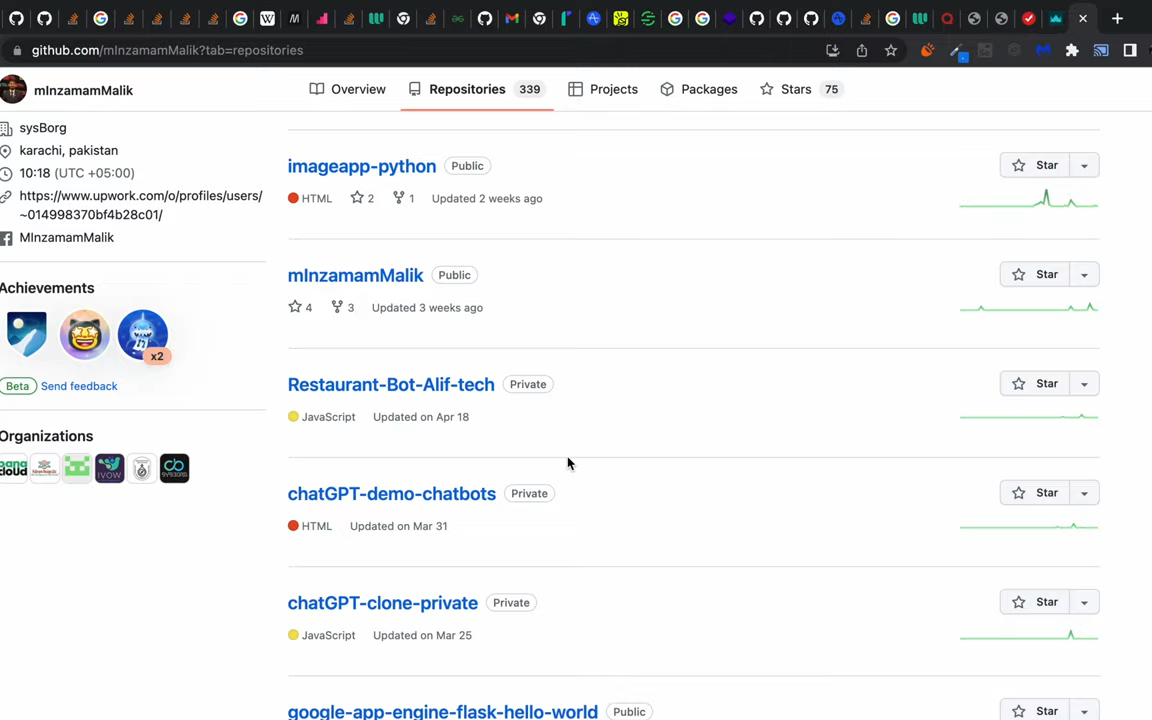 github.com/mInzamamMalik?tab=repositories
mInzamamMalik
Overview
Repositories 339
Projects
Packages
Stars 75
sysBorg
karachi, pakistan
10:18 (UTC +05:00)
https://www.upwork.com/o/profiles/users/
~014998370bf4b28c01/
MInzamamMalik
Achievements
x2
Beta Send feedback
Organizations
imageapp-python Public
Star
HTML 2 1 Updated 2 weeks ago
mInzamamMalik Public
Star
4 3 Updated 3 weeks ago
Restaurant-Bot-Alif-tech Private
Star
JavaScript Updated on Apr 18
chatGPT-demo-chatbots Private
Star
HTML Updated on Mar 31
chatGPT-clone-private Private
Star
JavaScript Updated on Mar 25
google-app-engine-flask-hello-world Public
Star